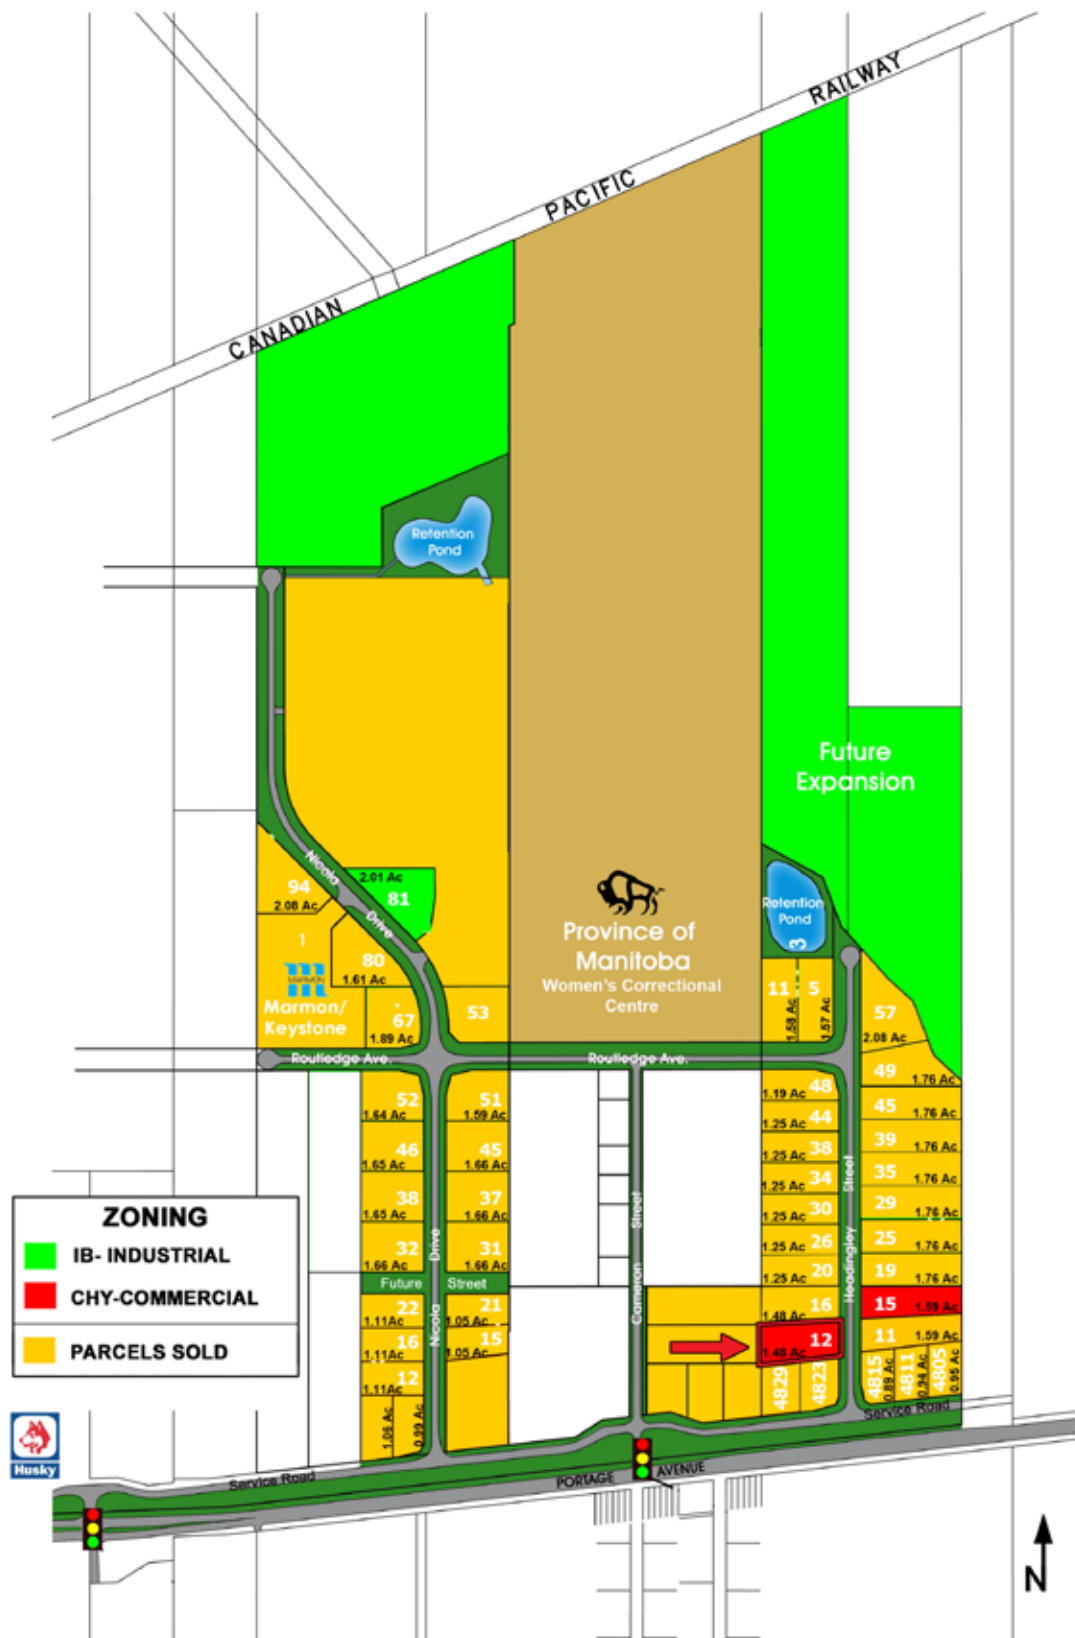 RAILWAY
PACIFIC
CANADIAN
Retention
Pond
Future
Expansion
Nicola
Drive
2.01 Ac
81
94
2.08 Ac
1
MARMON
Marmon/
Keystone
80
1.61 Ac
67
1.89 Ac
53
Province of
Manitoba
Women's Correctional
Centre
Retention
Pond
3
11
1.58 Ac
5
1.57 Ac
57
2.08 Ac
Routledge Ave.
Routledge Ave.
52
1.64 Ac
51
1.59 Ac
46
1.65 Ac
45
1.66 Ac
38
1.65 Ac
37
1.66 Ac
32
1.66 Ac
31
1.66 Ac
Future Street
Nicola Drive
22
1.11Ac
21
1.05 Ac
16
1.11Ac
15
1.05 Ac
12
1.11Ac
1.06 Ac
0.99 Ac
Cameron Street
48
1.19 Ac
44
1.25 Ac
38
1.25 Ac
34
1.25 Ac
30
1.25 Ac
26
1.25 Ac
20
1.25 Ac
16
1.48 Ac
12
1.48 Ac
4829
4823
Headingley Street
49
1.76 Ac
45
1.76 Ac
39
1.76 Ac
35
1.76 Ac
29
1.76 Ac
25
1.76 Ac
19
1.76 Ac
15
1.59 Ac
11
1.59 Ac
4815
0.89 Ac
4811
0.94 Ac
4805
0.95 Ac
ZONING
IB- INDUSTRIAL
CHY-COMMERCIAL
PARCELS SOLD
Husky
Service Road
Service Road
PORTAGE AVENUE
N